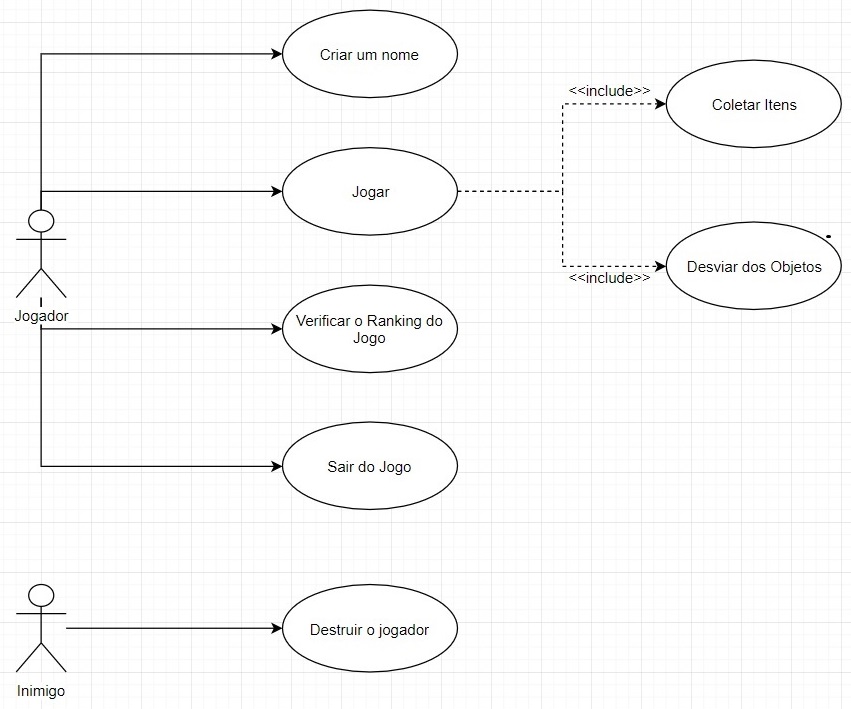 Criar um nome
<<include>>
Coletar Itens
Jogar
Desviar dos Objetos
<<include>>
Jogador
Verificar o Ranking do
Jogo
Sair do Jogo
Destruir o jogador
Inimigo